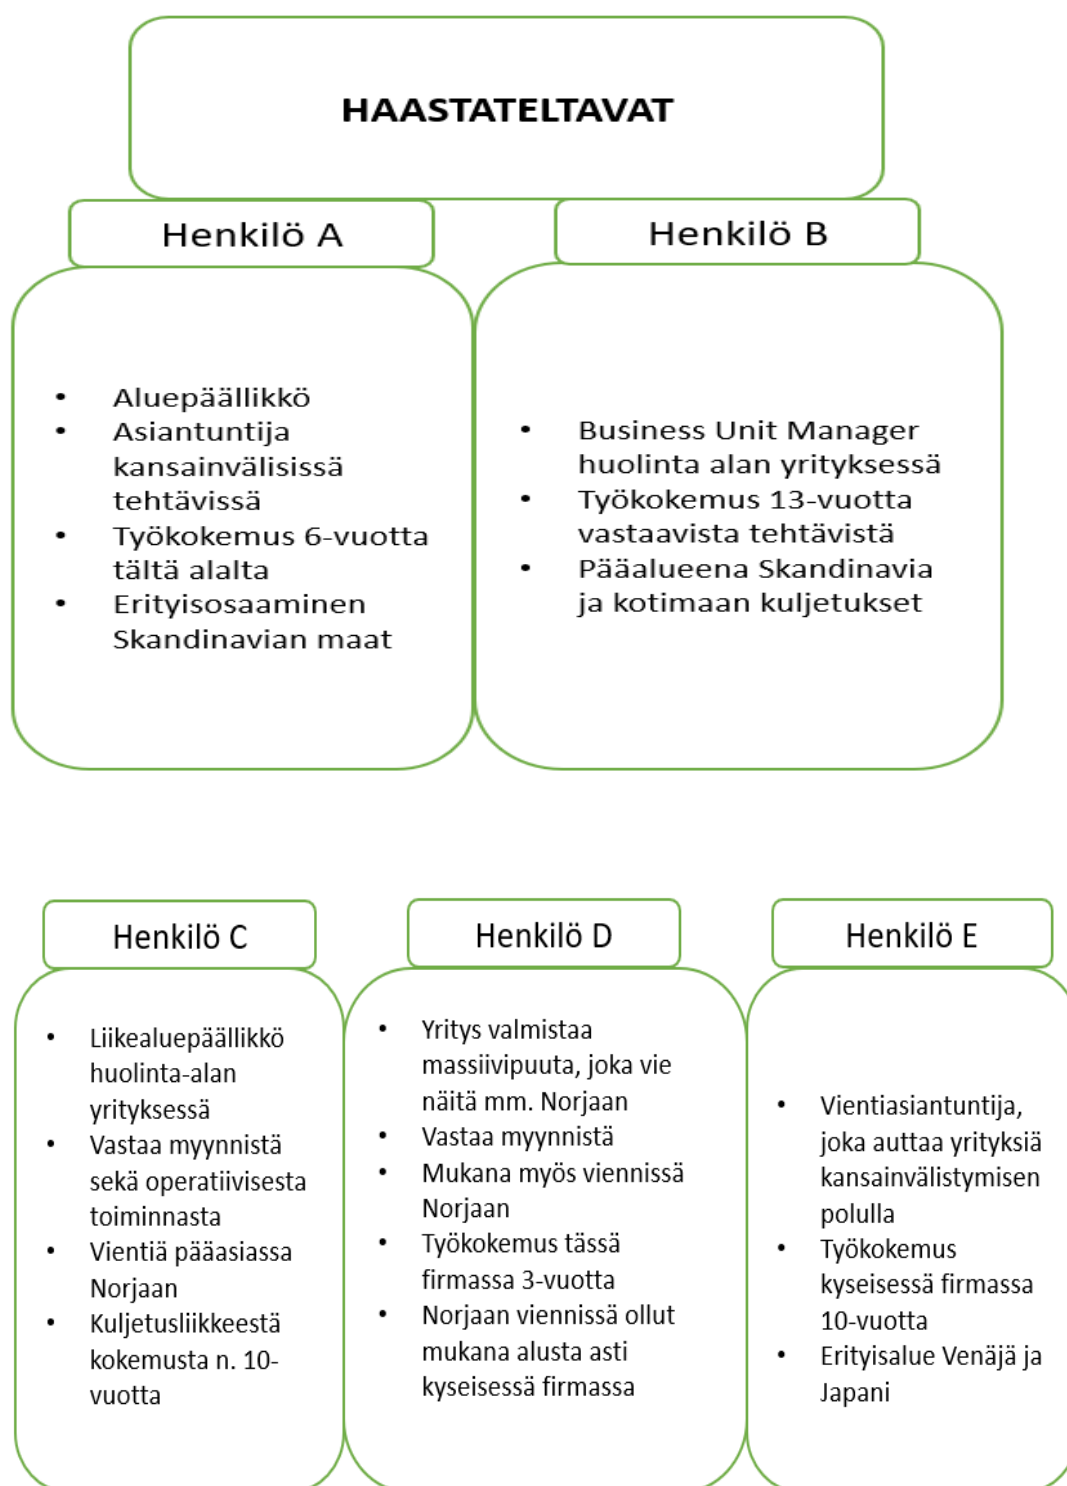 HAASTATELTAVAT
Henkilö A
• Aluepäällikkö
• Asiantuntija
kansainvälisissä
tehtävissä
• Työkokemus 6-vuotta
tältä alalta
• Erityisosaaminen
Skandinavian maat
Henkilö B
• Business Unit Manager
huolinta alan yrityksessä
• Työkokemus 13-vuotta
vastaavista tehtävistä
• Pääalueena Skandinavia
ja kotimaan kuljetukset
Henkilö C
• Liikealuepäällikkö
huolinta-alan
yrityksessä
• Vastaa myynnistä
sekä operatiivisesta
toiminnasta
• Vientiä pääasiassa
Norjaan
• Kuljetusliikkeestä
kokemusta n. 10-
vuotta
Henkilö D
• Yritys valmistaa
massiivipuuta, joka vie
näitä mm. Norjaan
• Vastaa myynnistä
• Mukana myös viennissä
Norjaan
• Työkokemus tässä
firmassa 3-vuotta
• Norjaan viennissä ollut
mukana alusta asti
kyseisessä firmassa
Henkilö E
• Vientiasiantuntija,
joka auttaa yrityksiä
kansainvälistymisen
polulla
• Työkokemus
kyseisessä firmassa
10-vuotta
• Erityisalue Venäjä ja
Japani